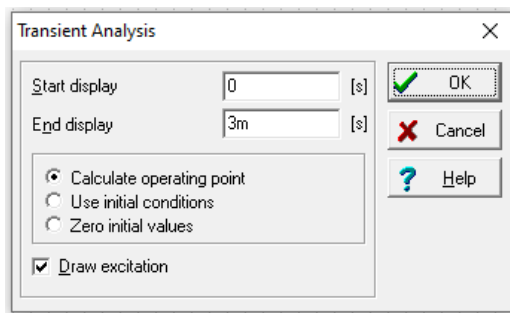 Transient Analysis
Start display 0 [s]
End display 3m [s]
Calculate operating point
Use initial conditions
Zero initial values
Draw excitation
OK
Cancel
? Help